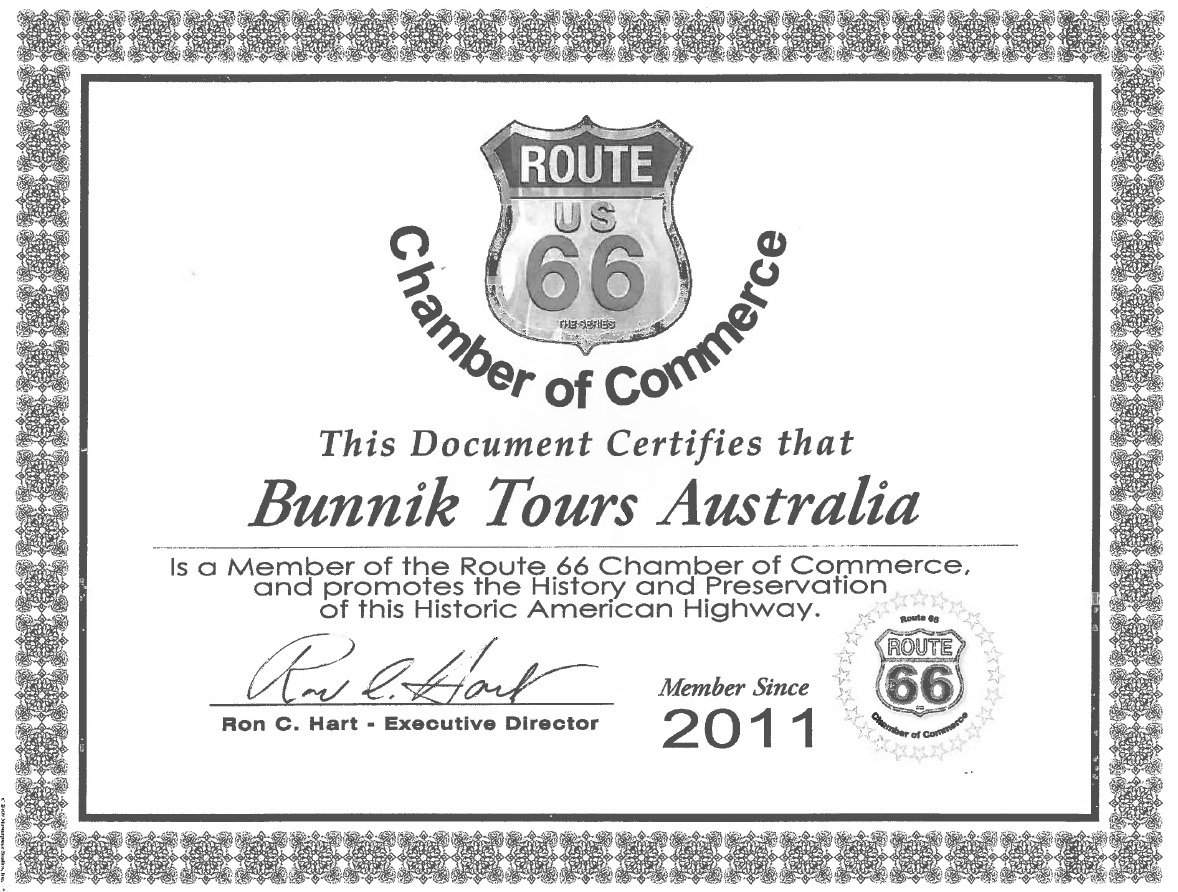 ROUTE
US
66
THE SERIES
Chamber of Commerce
This Document Certifies that
Bunnik Tours Australia
Is a Member of the Route 66 Chamber of Commerce,
and promotes the History and Preservation
of this Historic American Highway.
Ron C. Hart
Ron C. Hart - Executive Director
Member Since
2011
Route 66
ROUTE
66
Chamber of Commerce